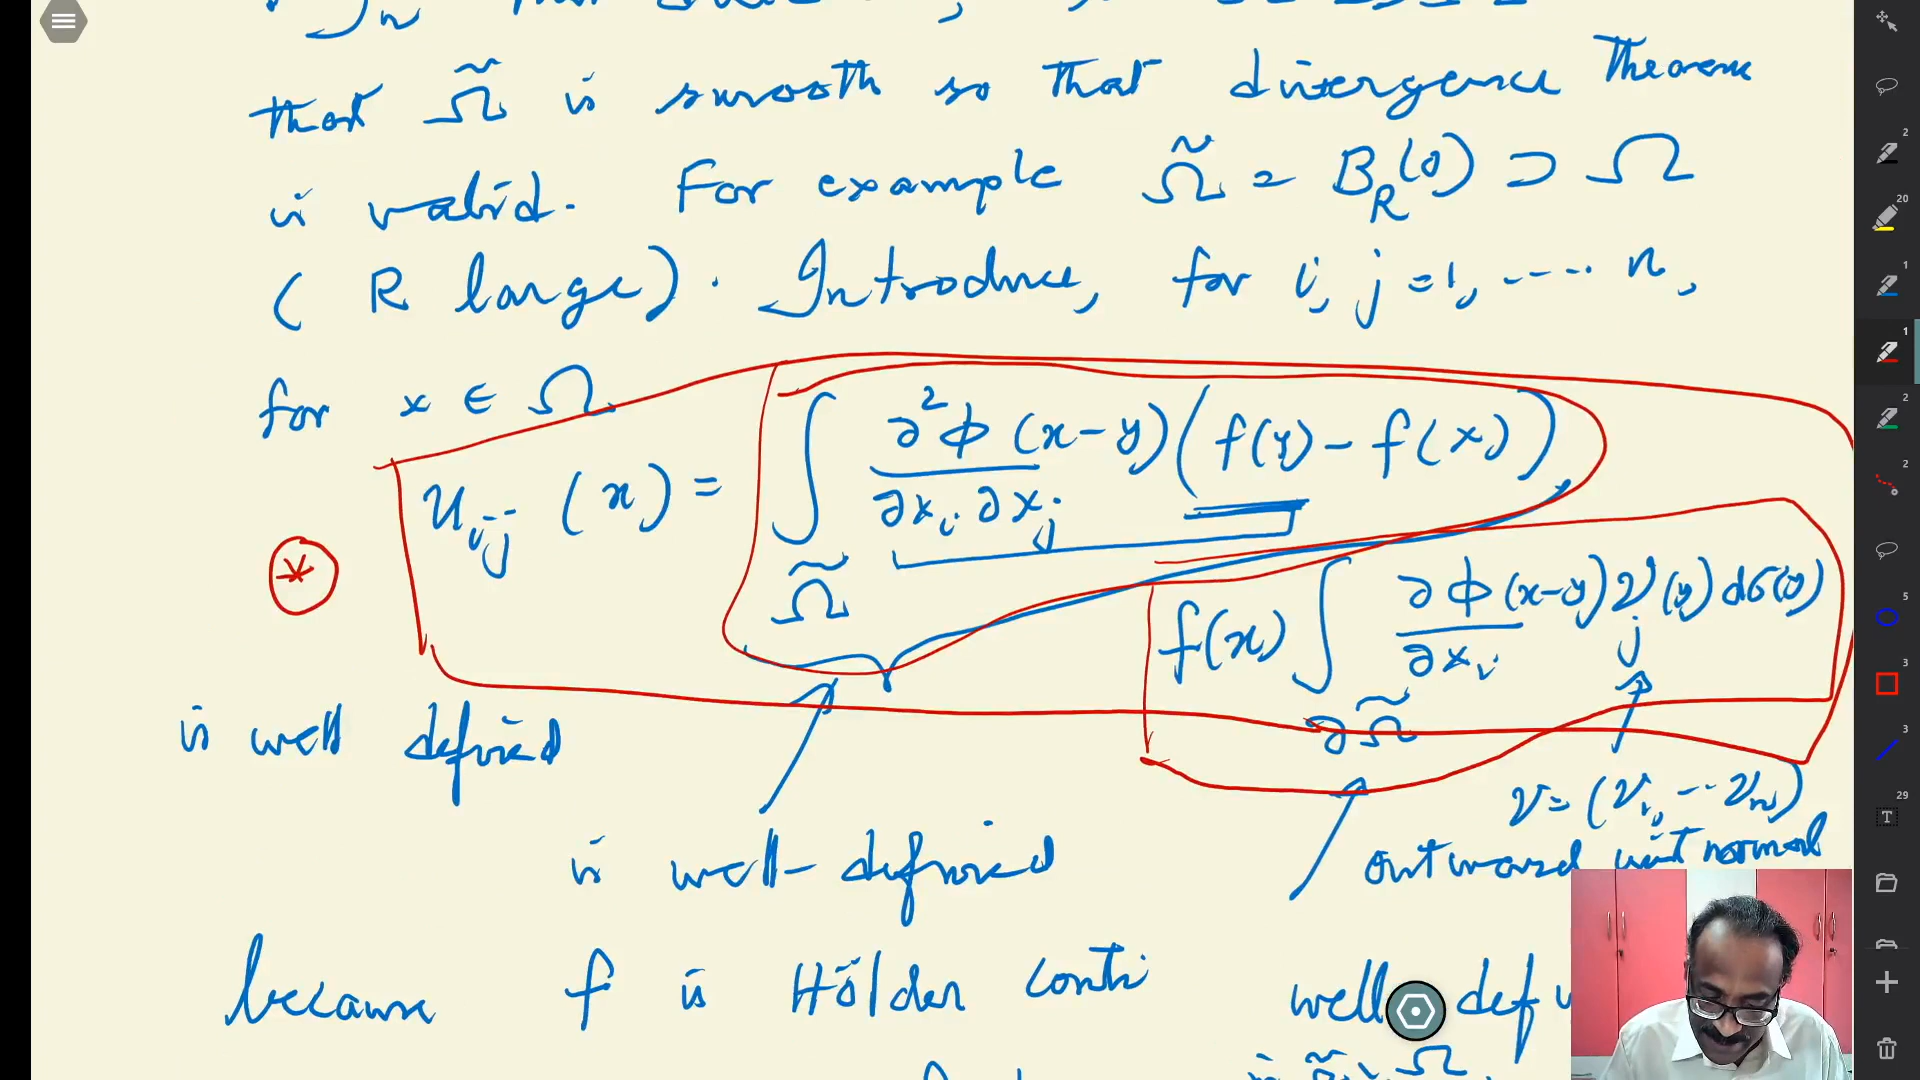 that Ω̃ is smooth so that divergence Theorem
is valid. For example Ω̃ = B_R(0) ⊃ Ω
( R large ). Introduce, for i, j = 1, ---- n,
for x ∈ Ω
u_ij (x) = ∫_Ω̃ ∂²ϕ/∂x_i ∂x_j (x-y) ( f(y) - f(x) )
⊛ f(x) ∫_∂Ω̃ ∂ϕ/∂x_i (x-y) ν_j (y) dσ(y)
is well defined
ν = (ν_1, -- ν_n)
outward unit normal
is well-defined
because f is Hölder conti
well def